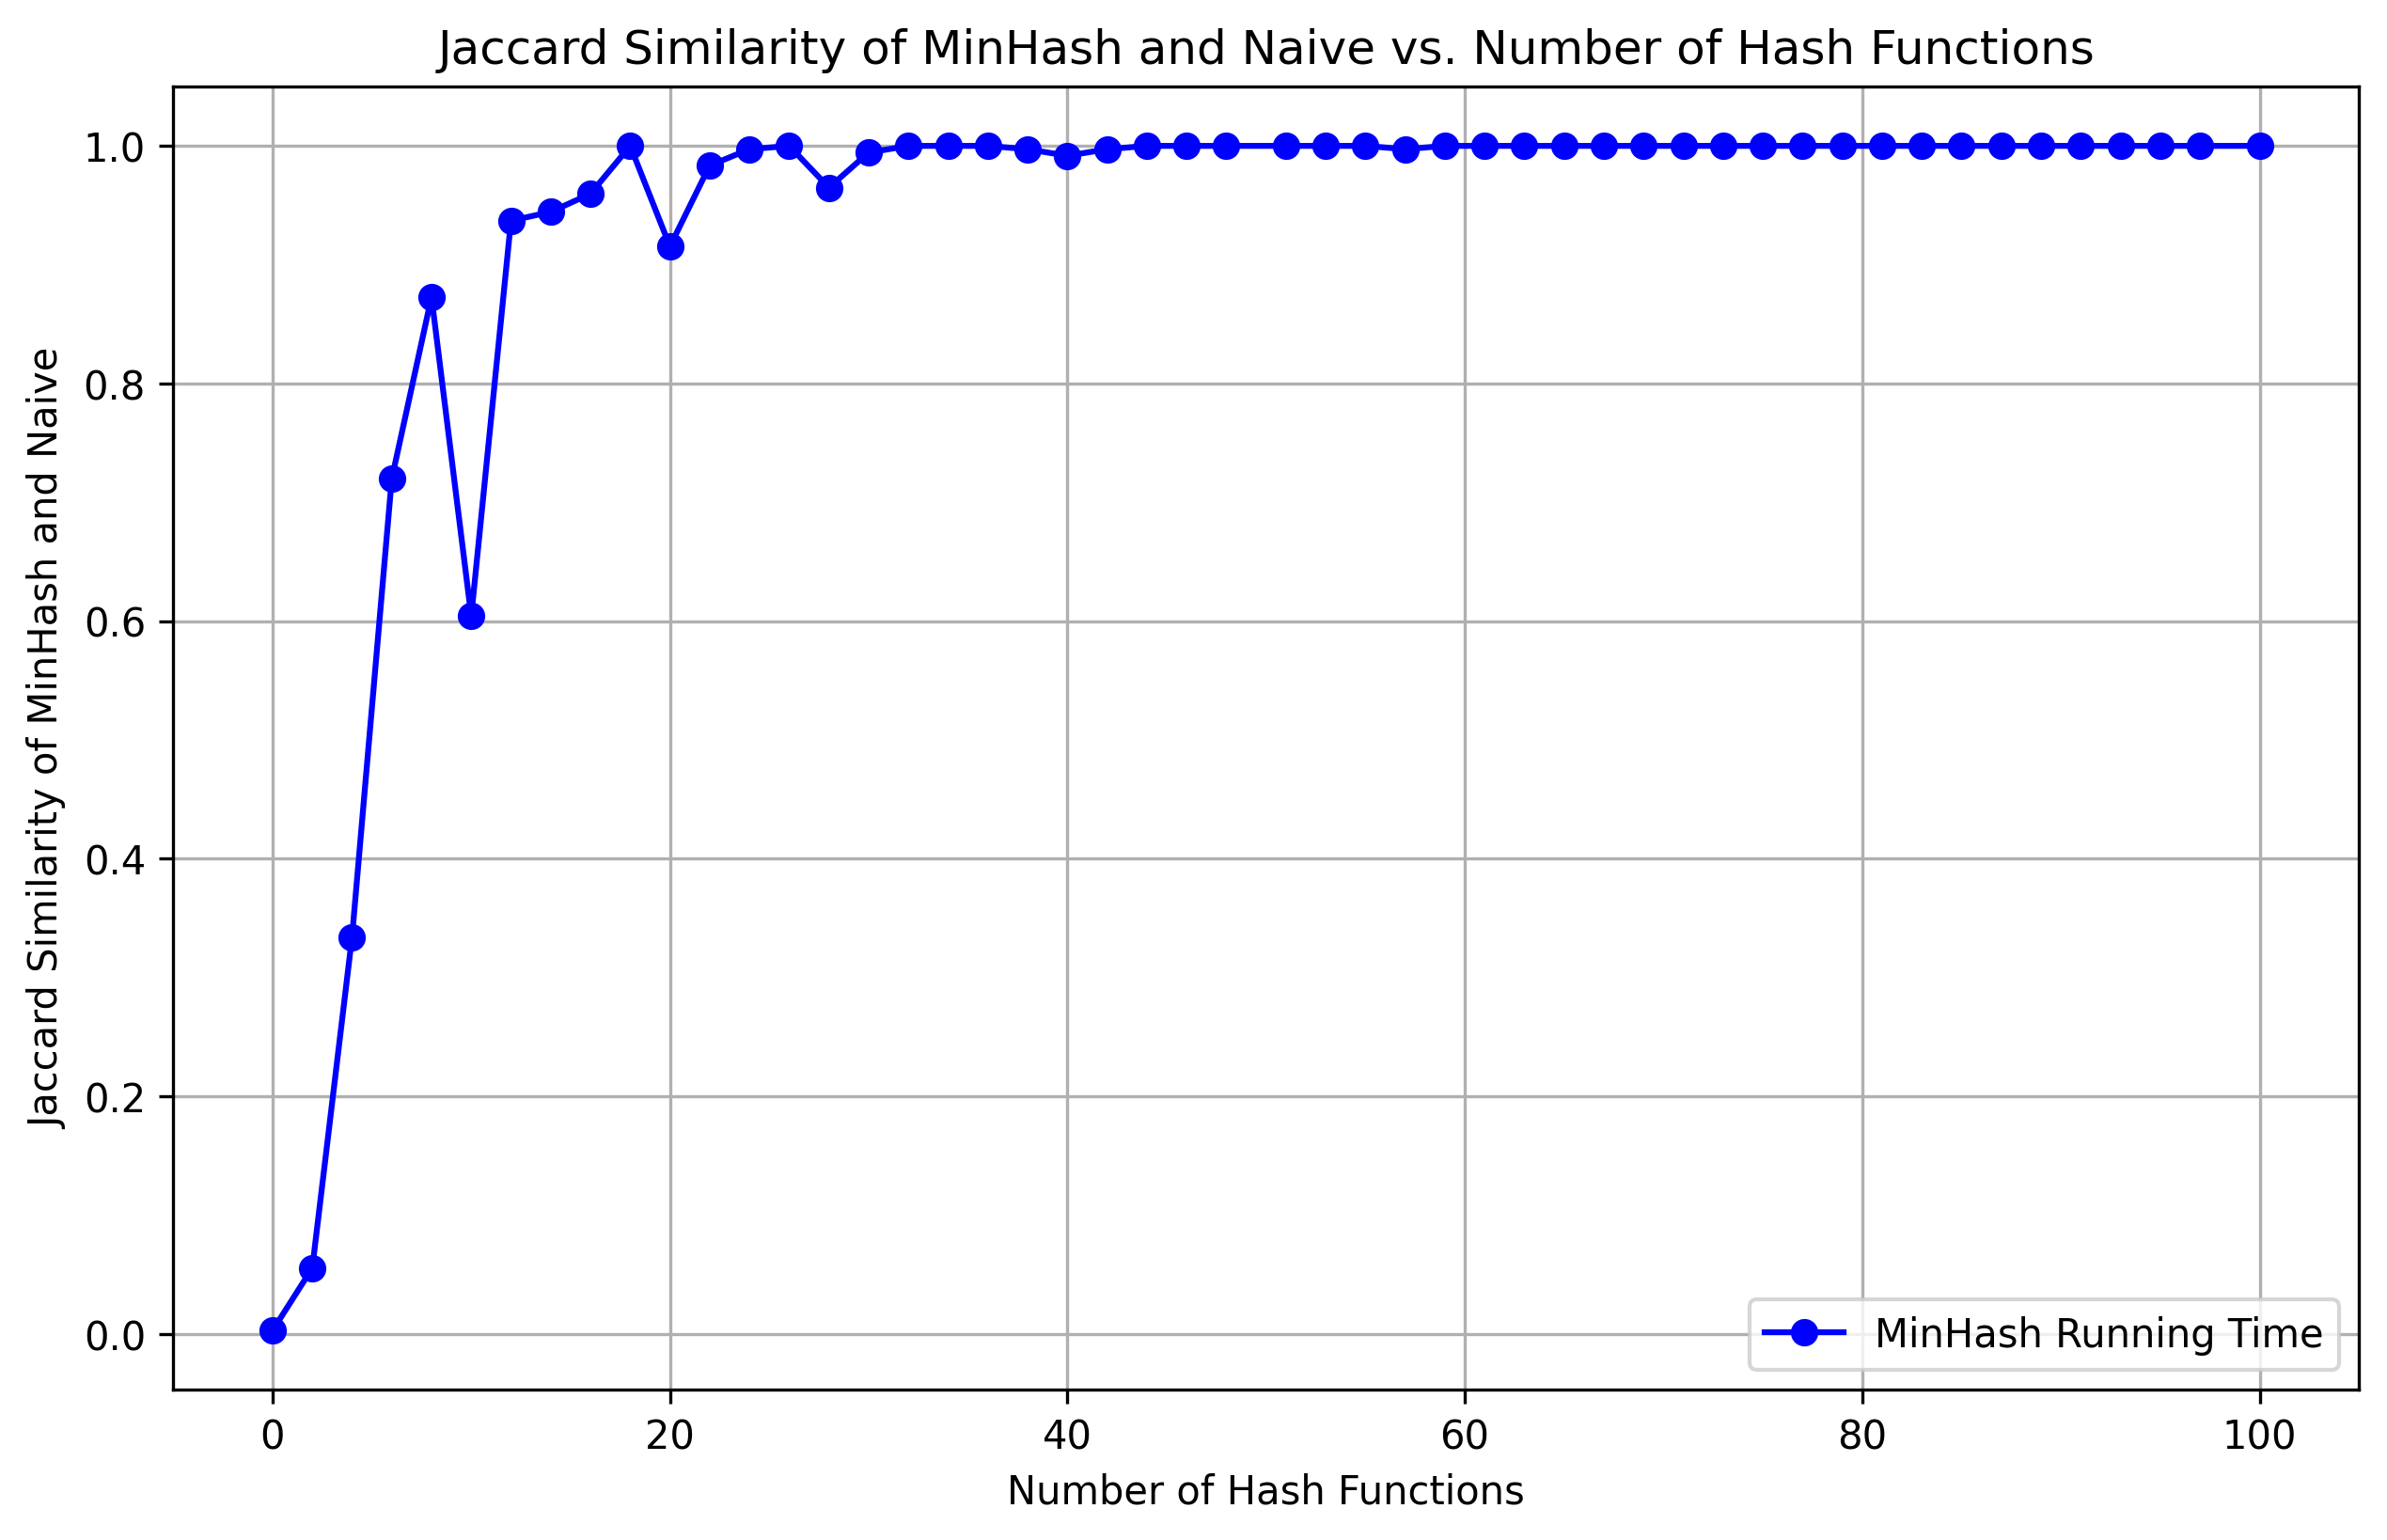 Jaccard Similarity of MinHash and Naive vs. Number of Hash Functions
Jaccard Similarity of MinHash and Naive
1.0
0.8
0.6
0.4
0.2
0.0
MinHash Running Time
0 20 40 60 80 100
Number of Hash Functions